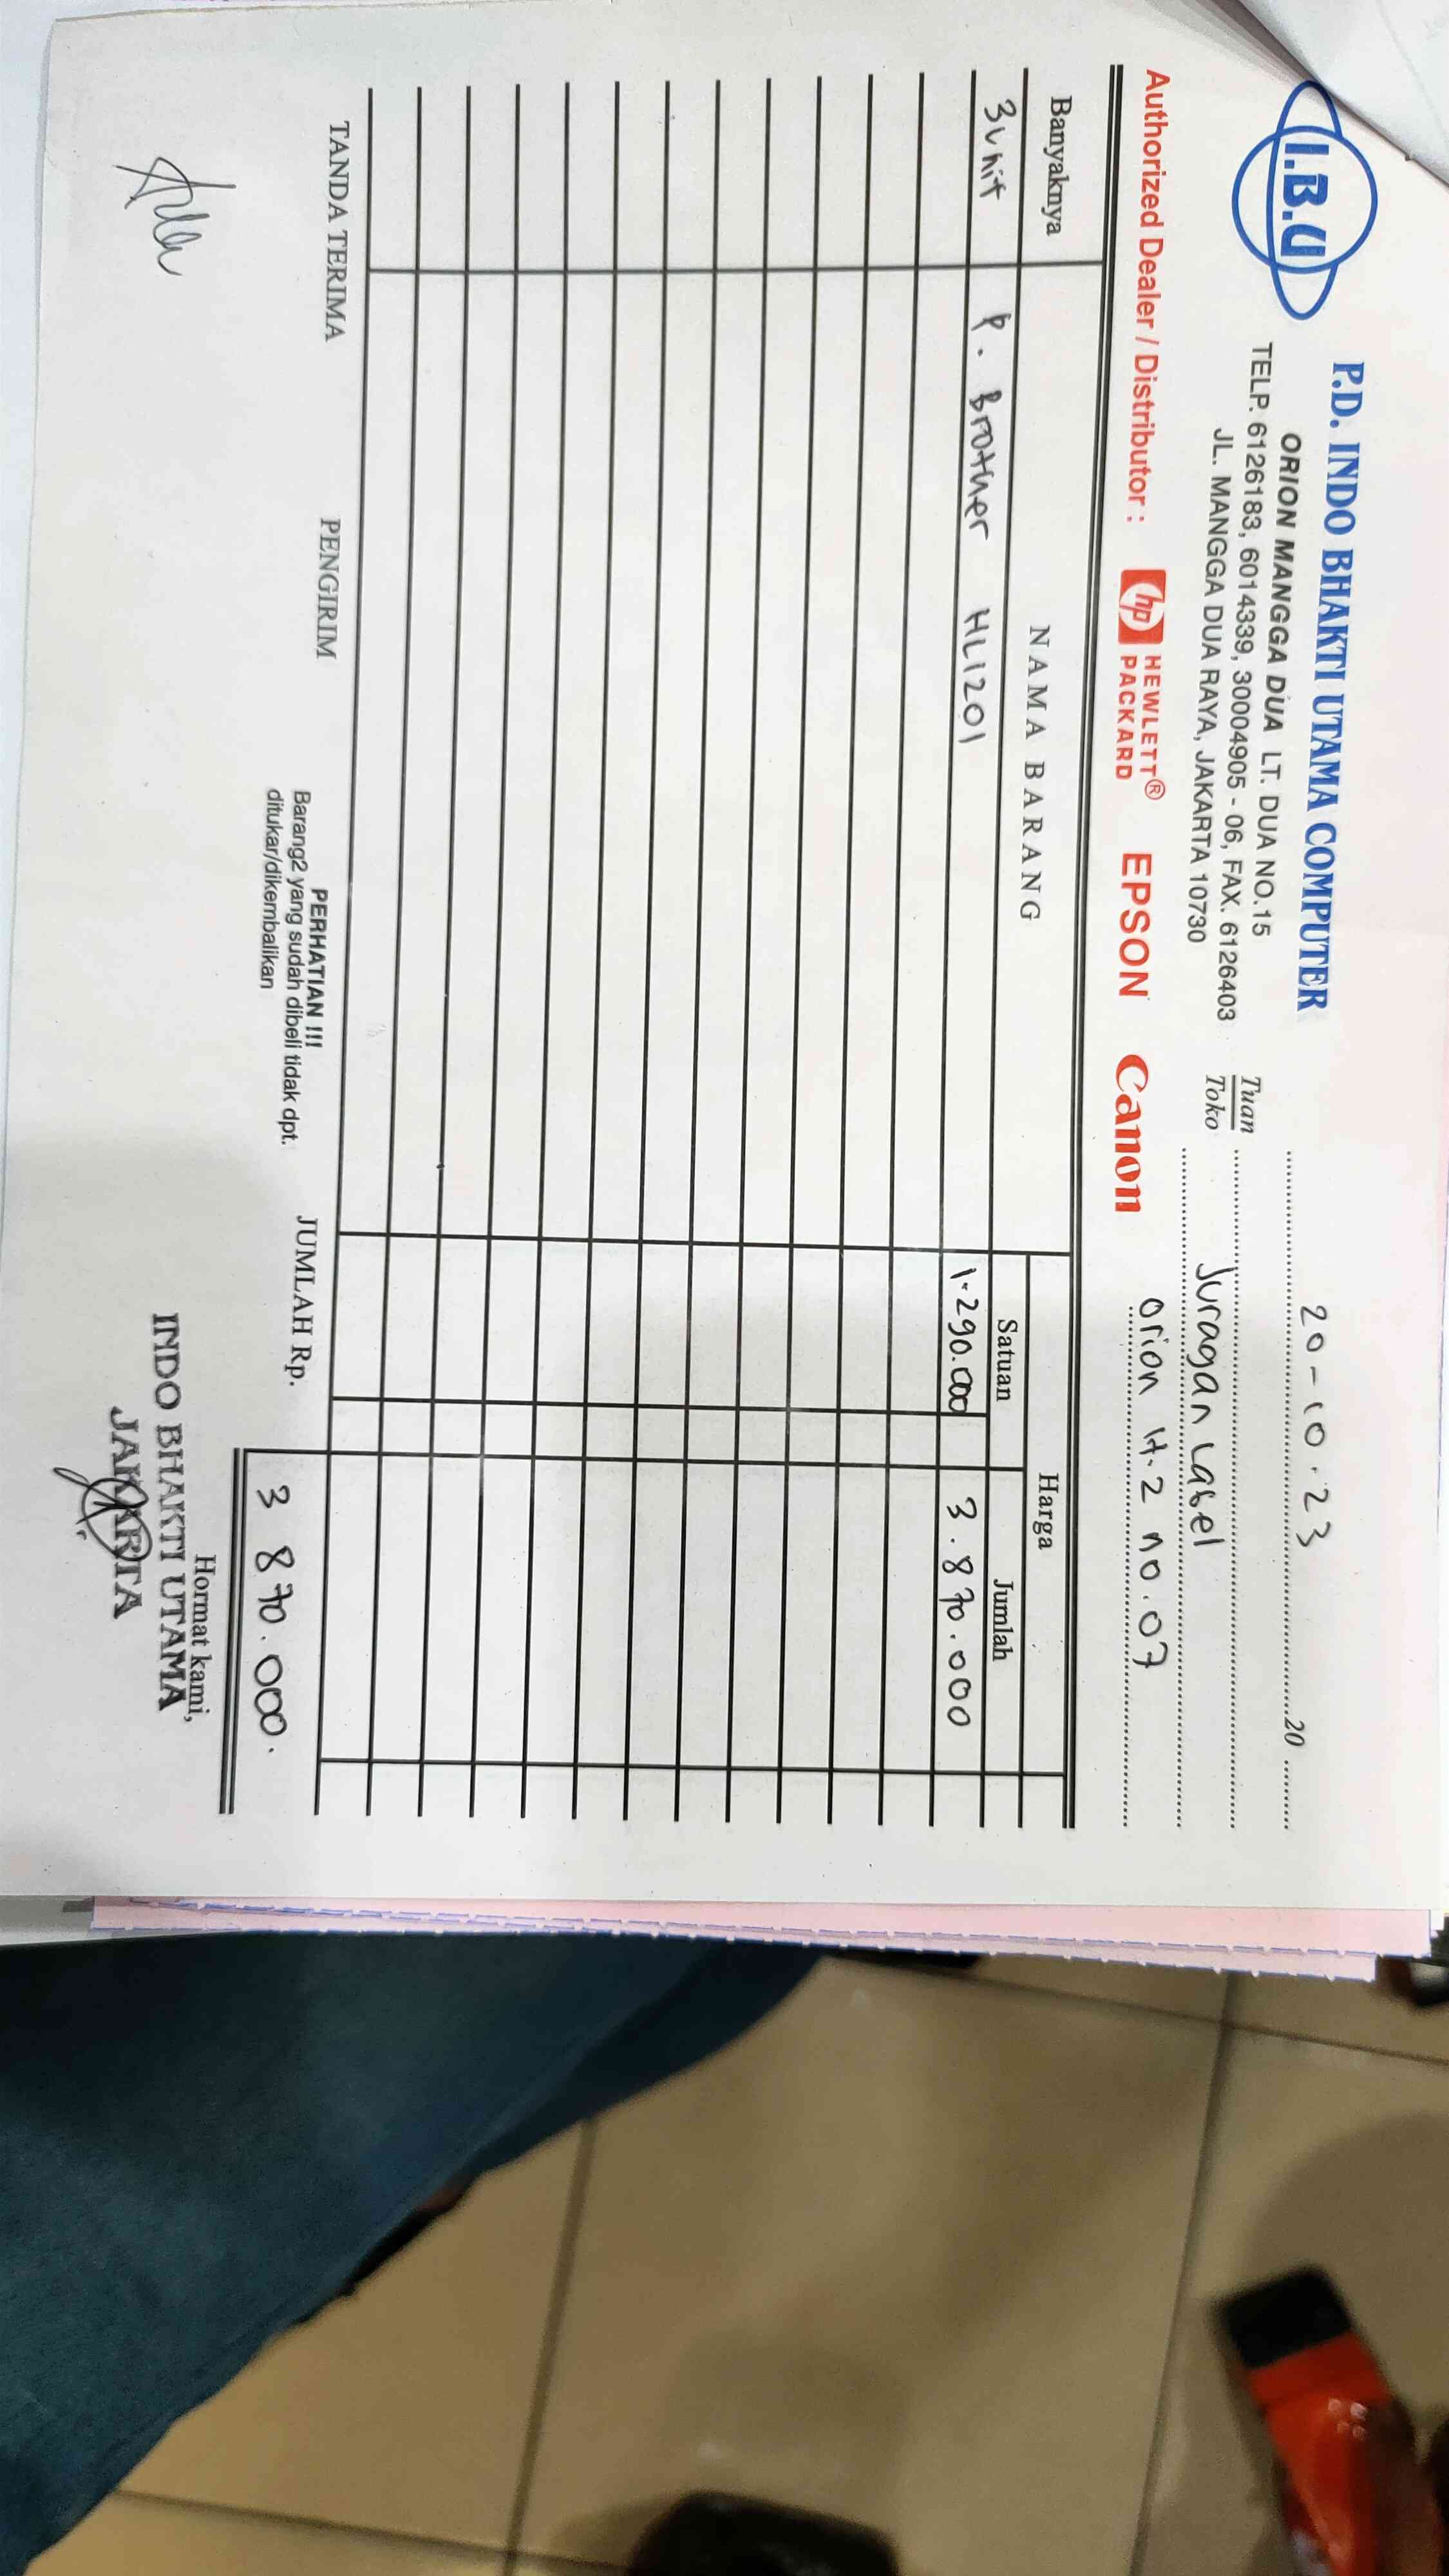 I.B.U
P.D. INDO BHAKTI UTAMA COMPUTER
ORION MANGGA DUA LT. DUA NO.15
TELP. 6126183, 6014339, 30004905 - 06, FAX. 6126403
JL. MANGGA DUA RAYA, JAKARTA 10730
20-10.23 20
Tuan
Toko
Juragan Label
Orion H.2 no.07
Authorized Dealer / Distributor : hp HEWLETT® PACKARD EPSON Canon
Banyaknya NAMA BARANG Harga
Satuan Jumlah
3 unit P. Brother HL1201 1.290.000 3.870.000
TANDA TERIMA PENGIRIM JUMLAH Rp. 3 870.000.
PERHATIAN !!!
Barang2 yang sudah dibeli tidak dpt.
ditukar/dikembalikan
Hormat kami,
INDO BHAKTI UTAMA
JAKARTA